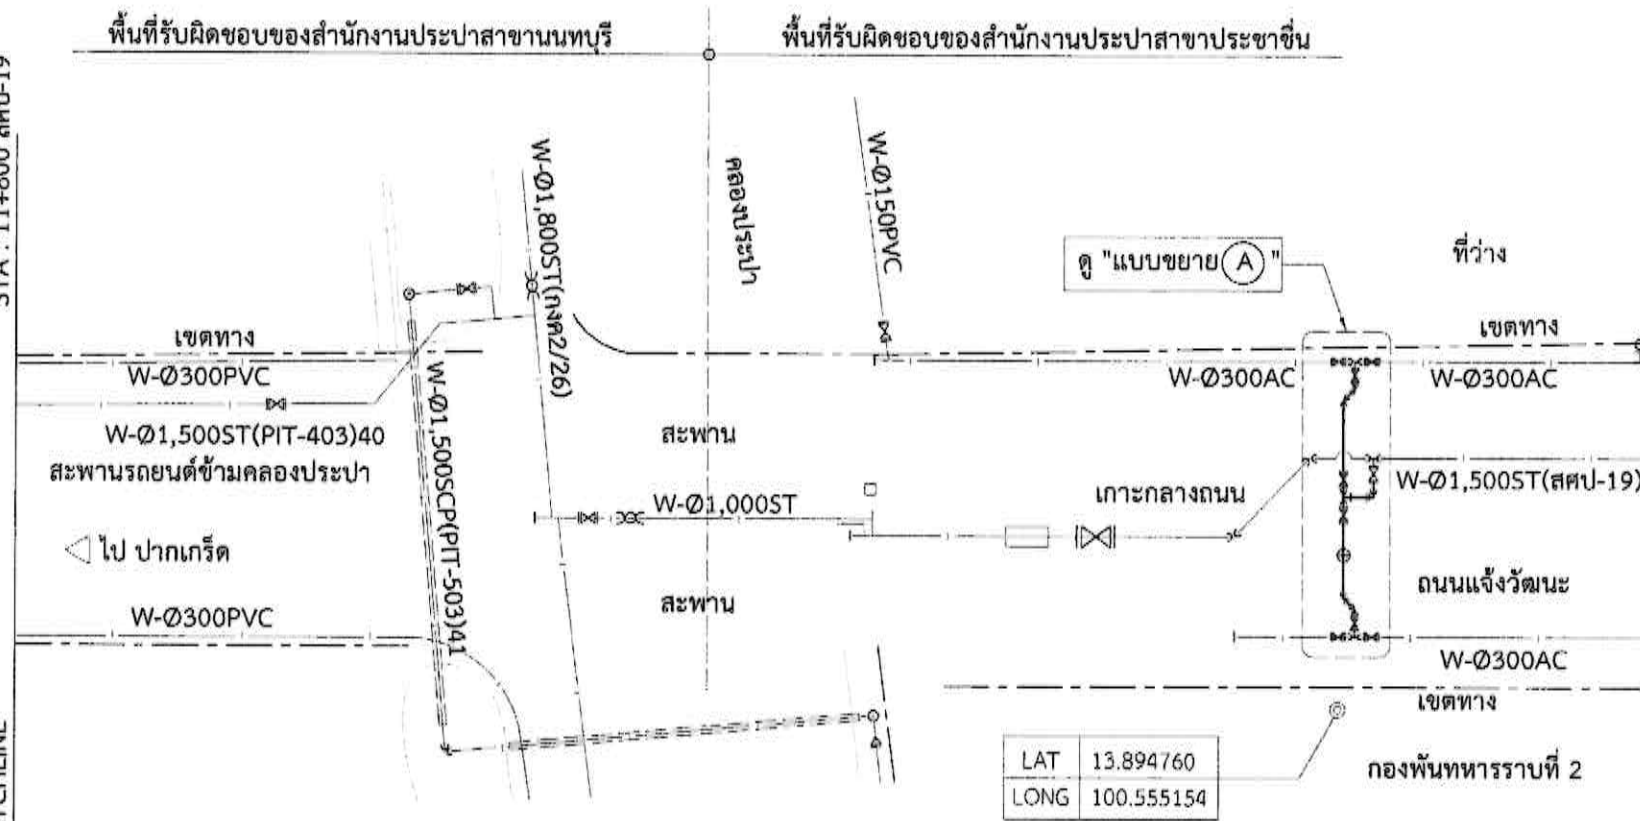 พื้นที่รับผิดชอบของสำนักงานประปาสาขานนทบุรี
พื้นที่รับผิดชอบของสำนักงานประปาสาขาประชาชื่น
STA : 11+800 สศป-19
W-Ø1,800ST(กงค2/26)
คลองประปา
W-Ø150PVC
ดู "แบบขยาย A "
ที่ว่าง
เขตทาง
เขตทาง
W-Ø300PVC
W-Ø300AC
W-Ø300AC
W-Ø1,500ST(PIT-403)40
W-Ø1,500SCP(PIT-503)41
สะพาน
สะพานรถยนต์ข้ามคลองประปา
W-Ø1,000ST
เกาะกลางถนน
W-Ø1,500ST(สศป-19)
ไป ปากเกร็ด
ถนนแจ้งวัฒนะ
สะพาน
W-Ø300PVC
W-Ø300AC
เขตทาง
LAT 13.894760
LONG 100.555154
กองพันทหารราบที่ 2